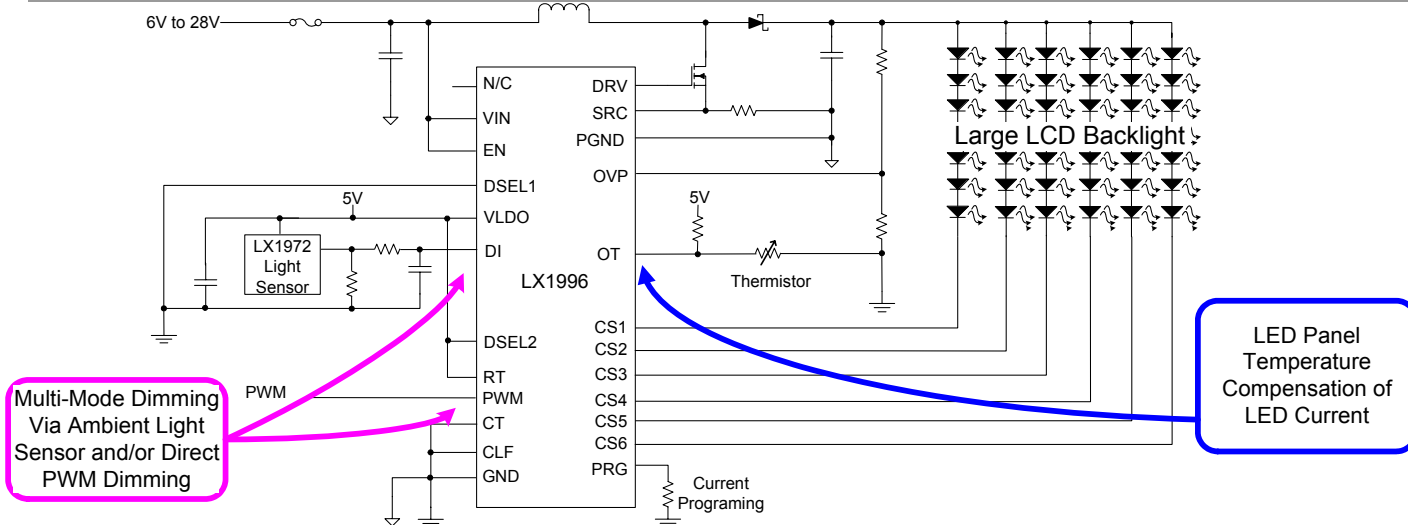 6V to 28V
N/C
VIN
EN
DSEL1
VLDO
DI
DSEL2
RT
PWM
CT
CLF
GND
LX1996
DRV
SRC
PGND
OVP
OT
CS1
CS2
CS3
CS4
CS5
CS6
PRG
5V
LX1972
Light
Sensor
PWM
5V
Thermistor
Current
Programing
Large LCD Backlight
Multi-Mode Dimming
Via Ambient Light
Sensor and/or Direct
PWM Dimming
LED Panel
Temperature
Compensation of
LED Current